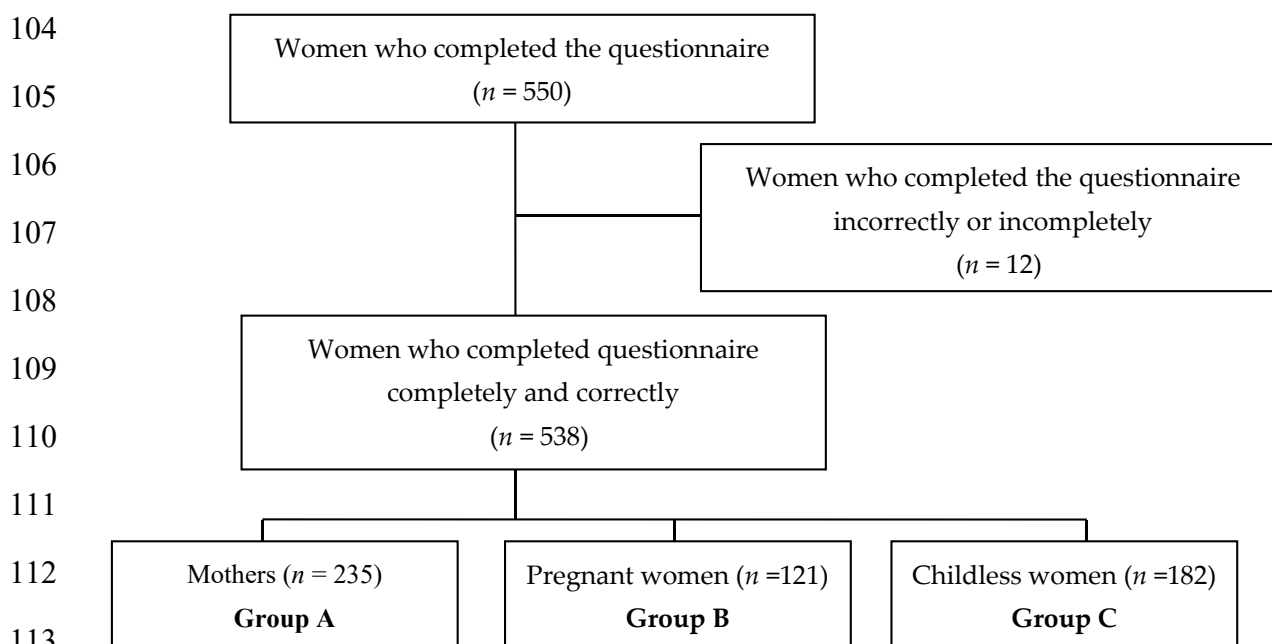 104
Women who completed the questionnaire
105
(n = 550)
106
Women who completed the questionnaire
107
incorrectly or incompletely
(n = 12)
108
Women who completed questionnaire
109
completely and correctly
110
(n = 538)
111
112
Mothers (n = 235)
Pregnant women (n =121)
Childless women (n =182)
Group A
Group B
Group C
113